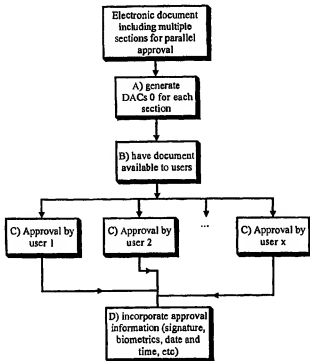 Electronic document
including multiple
sections for parallel
approval
A) generate
DACs 0 for each
section
B) have document
available to users
...
C) Approval by
user 1
C) Approval by
user 2
C) Approval by
user x
D) incorporate approval
information (signature,
biometrics, date and
time, etc)